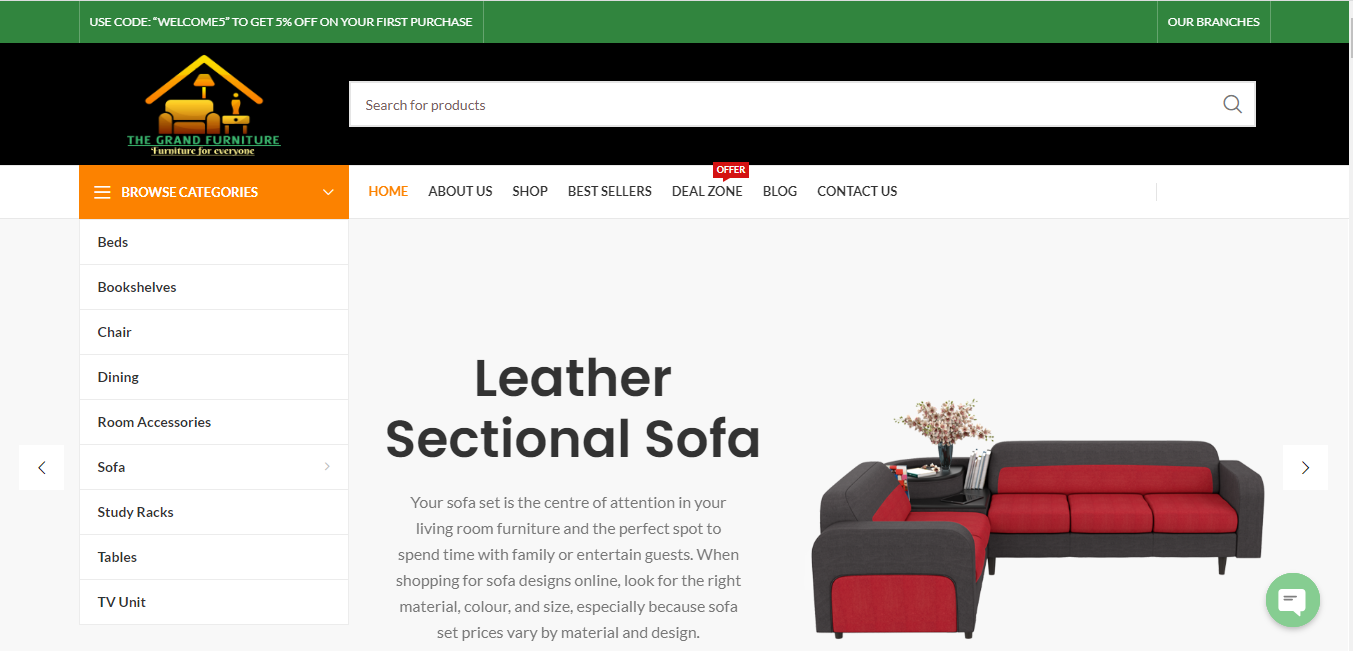 USE CODE: "WELCOME5" TO GET 5% OFF ON YOUR FIRST PURCHASE
OUR BRANCHES
THE GRAND FURNITURE
Furniture for everyone
Search for products
BROWSE CATEGORIES
OFFER
HOME ABOUT US SHOP BEST SELLERS DEAL ZONE BLOG CONTACT US
Beds
Bookshelves
Chair
Dining
Room Accessories
Sofa
Study Racks
Tables
TV Unit
Leather
Sectional Sofa
Your sofa set is the centre of attention in your
living room furniture and the perfect spot to
spend time with family or entertain guests. When
shopping for sofa designs online, look for the right
material, colour, and size, especially because sofa
set prices vary by material and design.